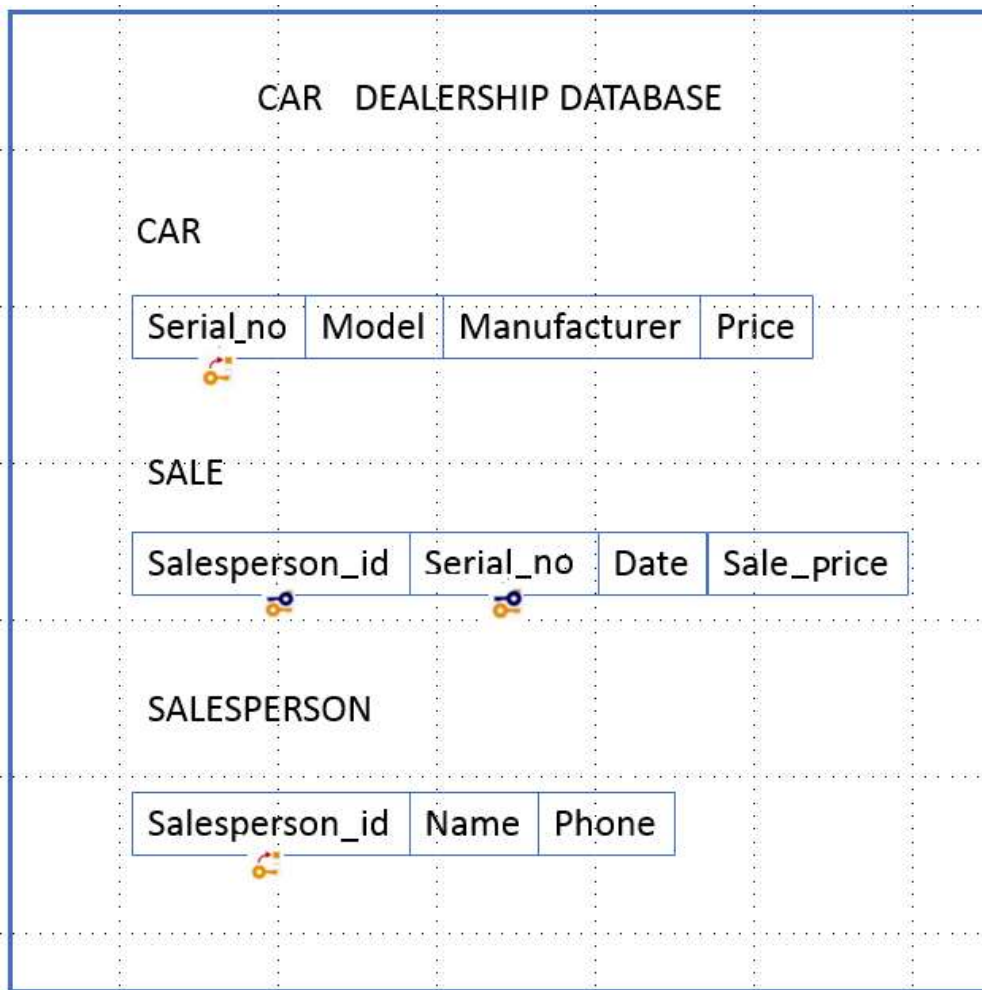 CAR DEALERSHIP DATABASE
CAR
Serial_no Model Manufacturer Price
SALE
Salesperson_id Serial_no Date Sale_price
SALESPERSON
Salesperson_id Name Phone